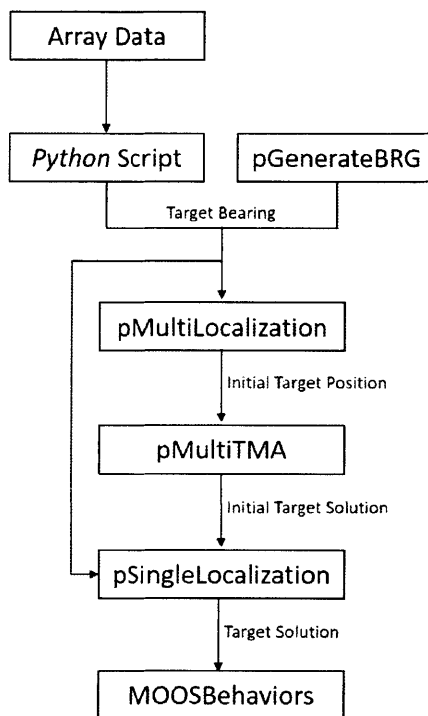 Array Data
Python Script
pGenerateBRG
Target Bearing
pMultiLocalization
Initial Target Position
pMultiTMA
Initial Target Solution
pSingleLocalization
Target Solution
MOOSBehaviors